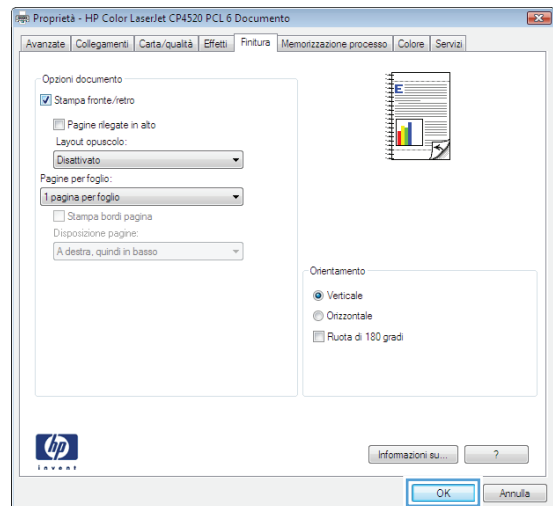 Proprietà - HP Color LaserJet CP4520 PCL 6 Documento
Avanzate Collegamenti Carta/qualità Effetti Finitura Memorizzazione processo Colore Servizi
Opzioni documento
Stampa fronte/retro
Pagine rilegate in alto
Layout opuscolo:
Disattivato
Pagine per foglio:
1 pagina per foglio
Stampa bordi pagina
Disposizione pagine:
A destra, quindi in basso
E
Orientamento
Verticale
Orizzontale
Ruota di 180 gradi
hp
invent
Informazioni su... ?
OK Annulla